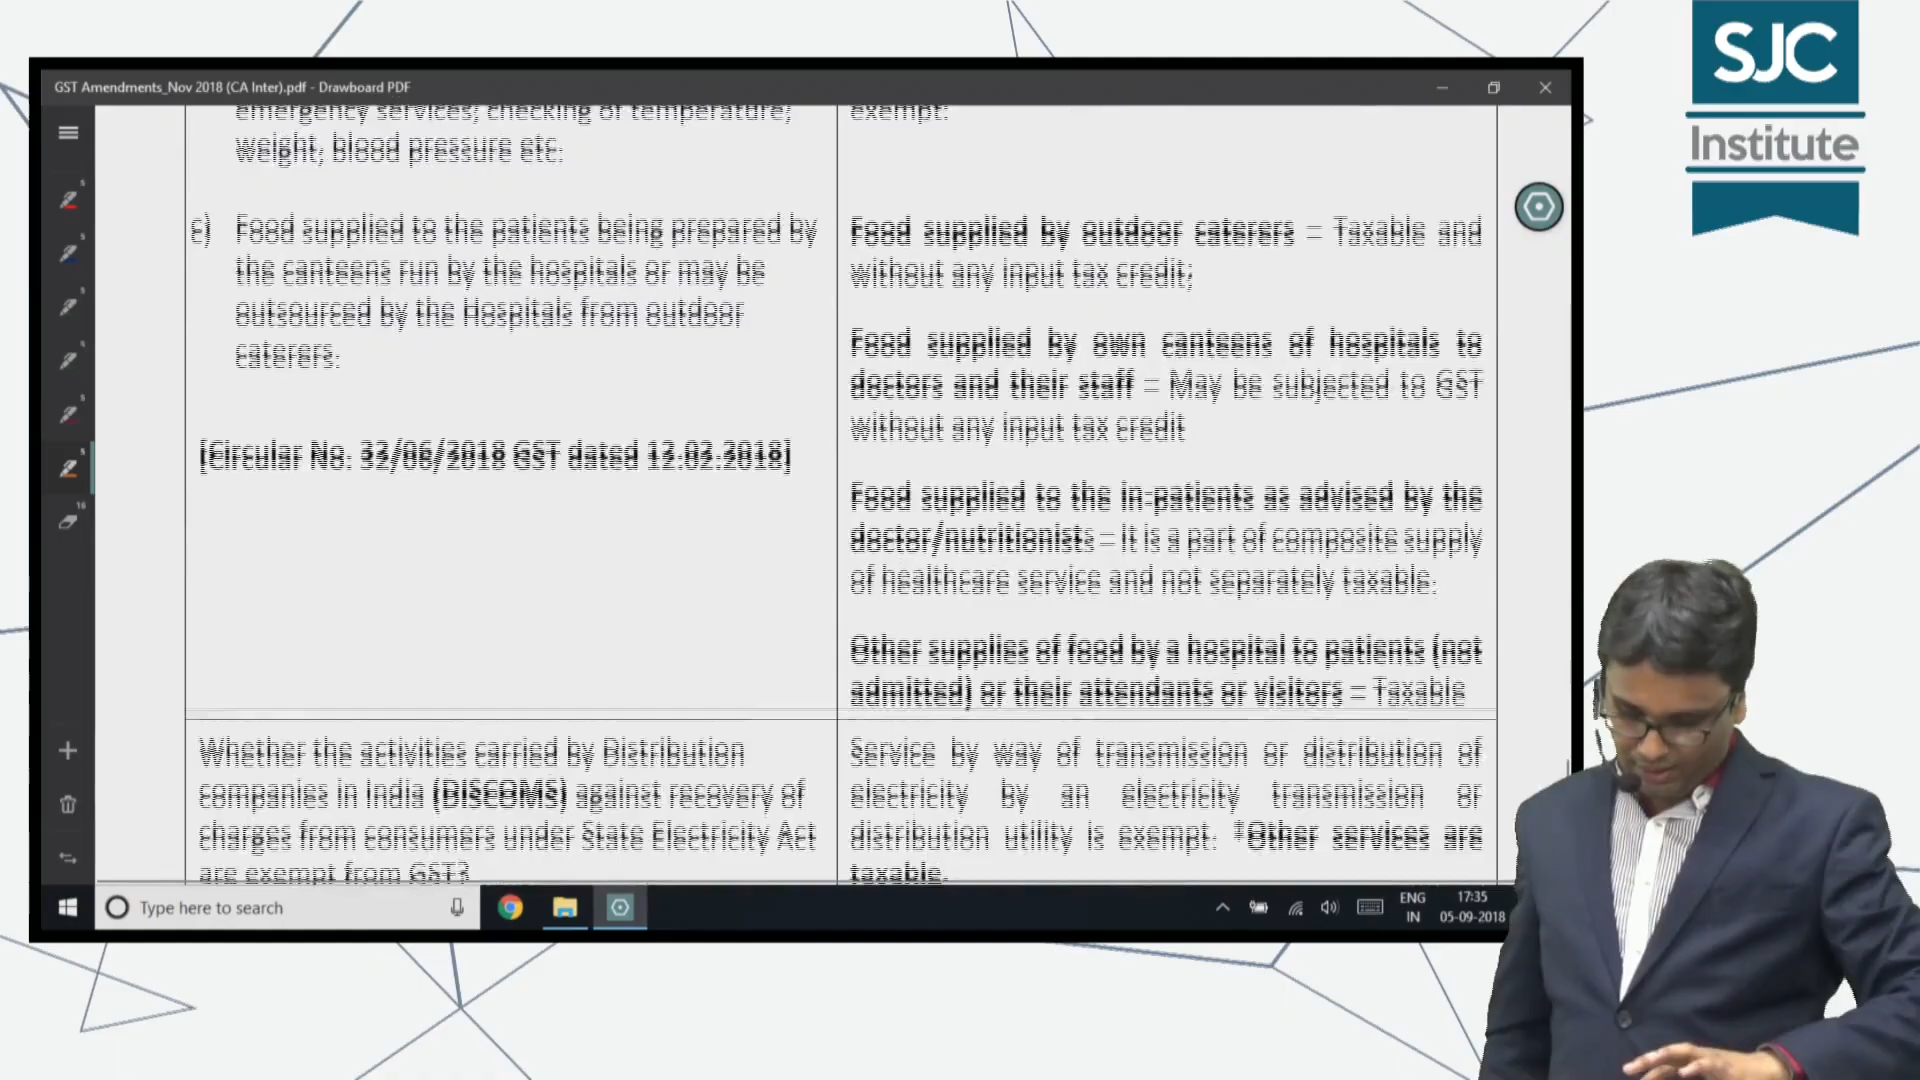 SJC
Institute
GST Amendments_Nov 2018 (CA Inter).pdf - Drawboard PDF
emergency services, checking of temperature,
weight, blood pressure etc.
exempt.
c) Food supplied to the patients being prepared by
the canteens run by the hospitals or may be
outsourced by the Hospitals from outdoor
caterers.
[Circular No. 32/06/2018 GST dated 12.02.2018]
Food supplied by outdoor caterers = Taxable and
without any input tax credit;
Food supplied by own canteens of hospitals to
doctors and their staff = May be subjected to GST
without any input tax credit
Food supplied to the in-patients as advised by the
doctor/nutritionists = It is a part of composite supply
of healthcare service and not separately taxable.
Other supplies of food by a hospital to patients (not
admitted) or their attendants or visitors = Taxable
Whether the activities carried by Distribution
companies in India (DISCOMS) against recovery of
charges from consumers under State Electricity Act
are exempt from GST?
Service by way of transmission or distribution of
electricity by an electricity transmission or
distribution utility is exempt. Other services are
taxable.
Type here to search
ENG
IN
17:35
05-09-2018